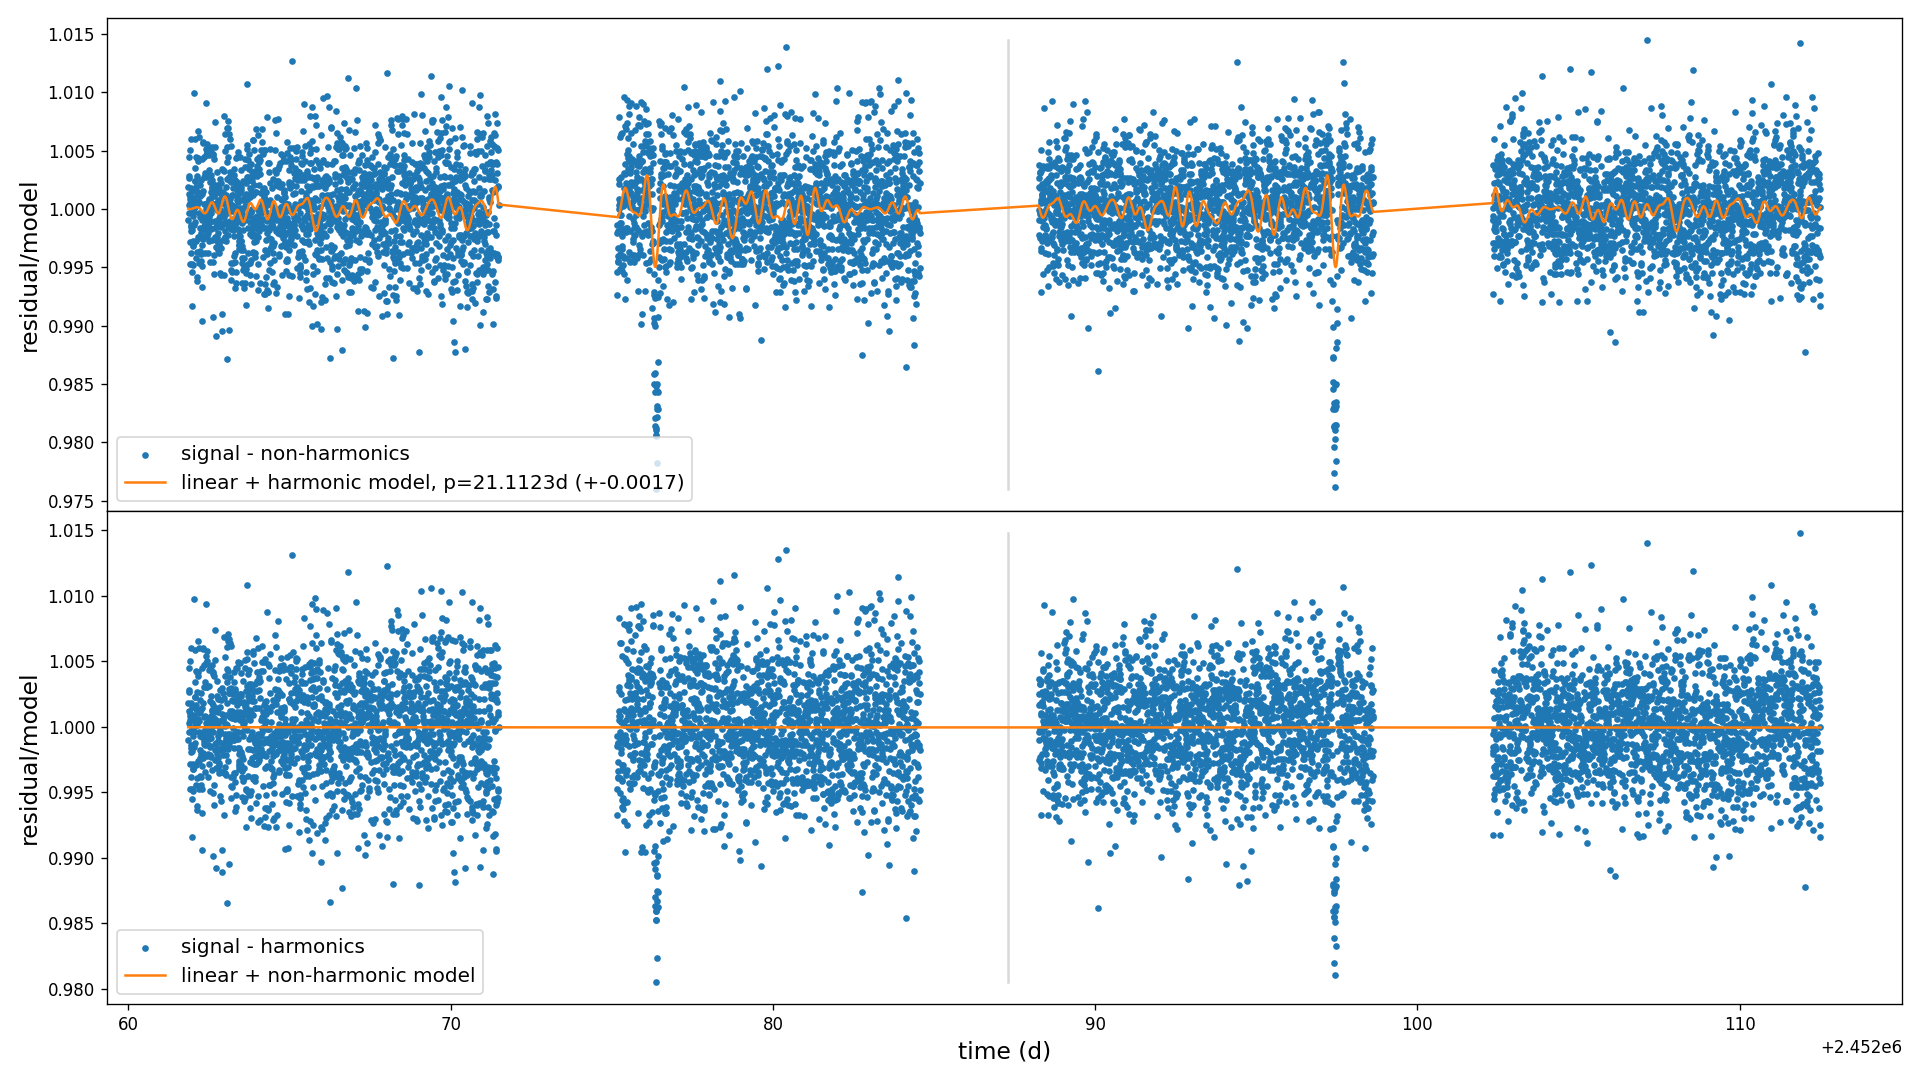 1.015
1.010
1.005
1.000
0.995
0.990
0.985
0.980
0.975
residual/model
signal - non-harmonics
linear + harmonic model, p=21.1123d (+-0.0017)
1.015
1.010
1.005
1.000
0.995
0.990
0.985
0.980
residual/model
signal - harmonics
linear + non-harmonic model
60
70
80
90
100
110
time (d)
+2.452e6